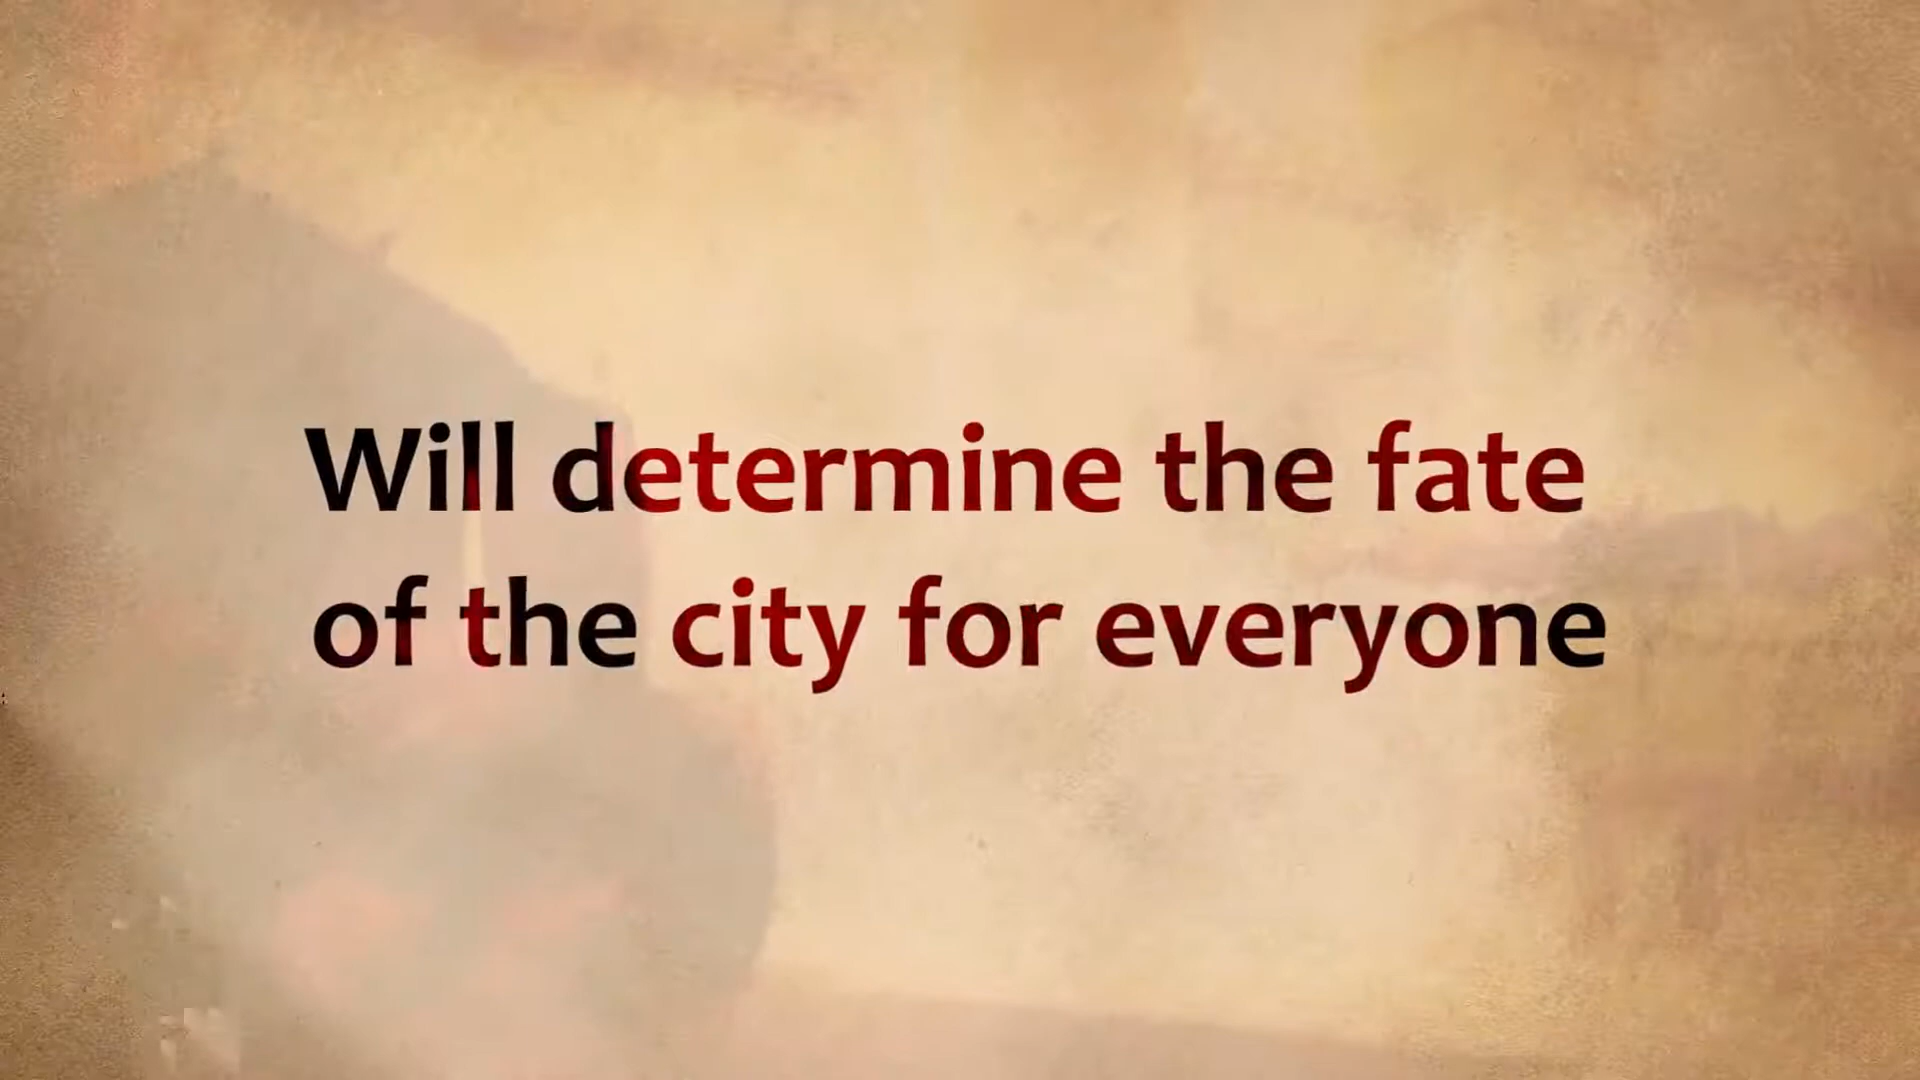 Will determine the fate
of the city for everyone